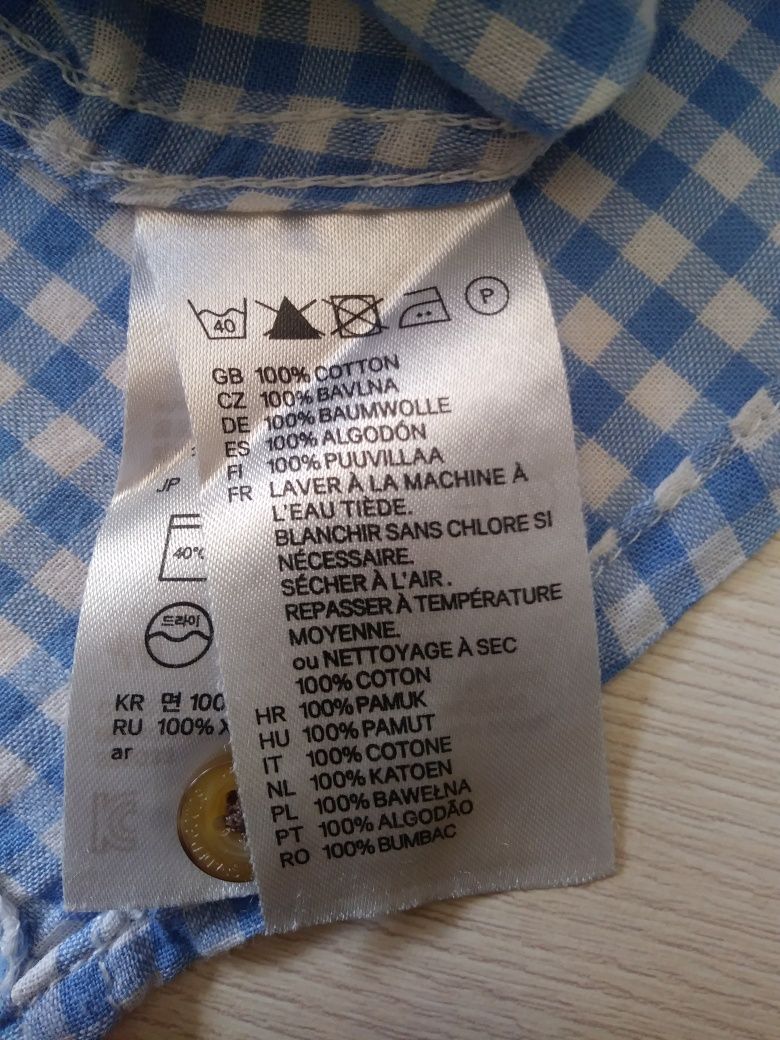 40
P
GB 100% COTTON
CZ 100% BAVLNA
DE 100% BAUMWOLLE
ES 100% ALGODÓN
FI 100% PUUVILLAA
FR LAVER À LA MACHINE À
L'EAU TIÈDE.
BLANCHIR SANS CHLORE SI
NÉCESSAIRE.
SÉCHER À L'AIR.
REPASSER À TEMPÉRATURE
MOYENNE.
ou NETTOYAGE À SEC
100% COTON
HR 100% PAMUK
HU 100% PAMUT
IT 100% COTONE
NL 100% KATOEN
PL 100% BAWEŁNA
PT 100% ALGODÃO
RO 100% BUMBAC
JP
40°C
드라이
KR 면 100
RU 100%
ar